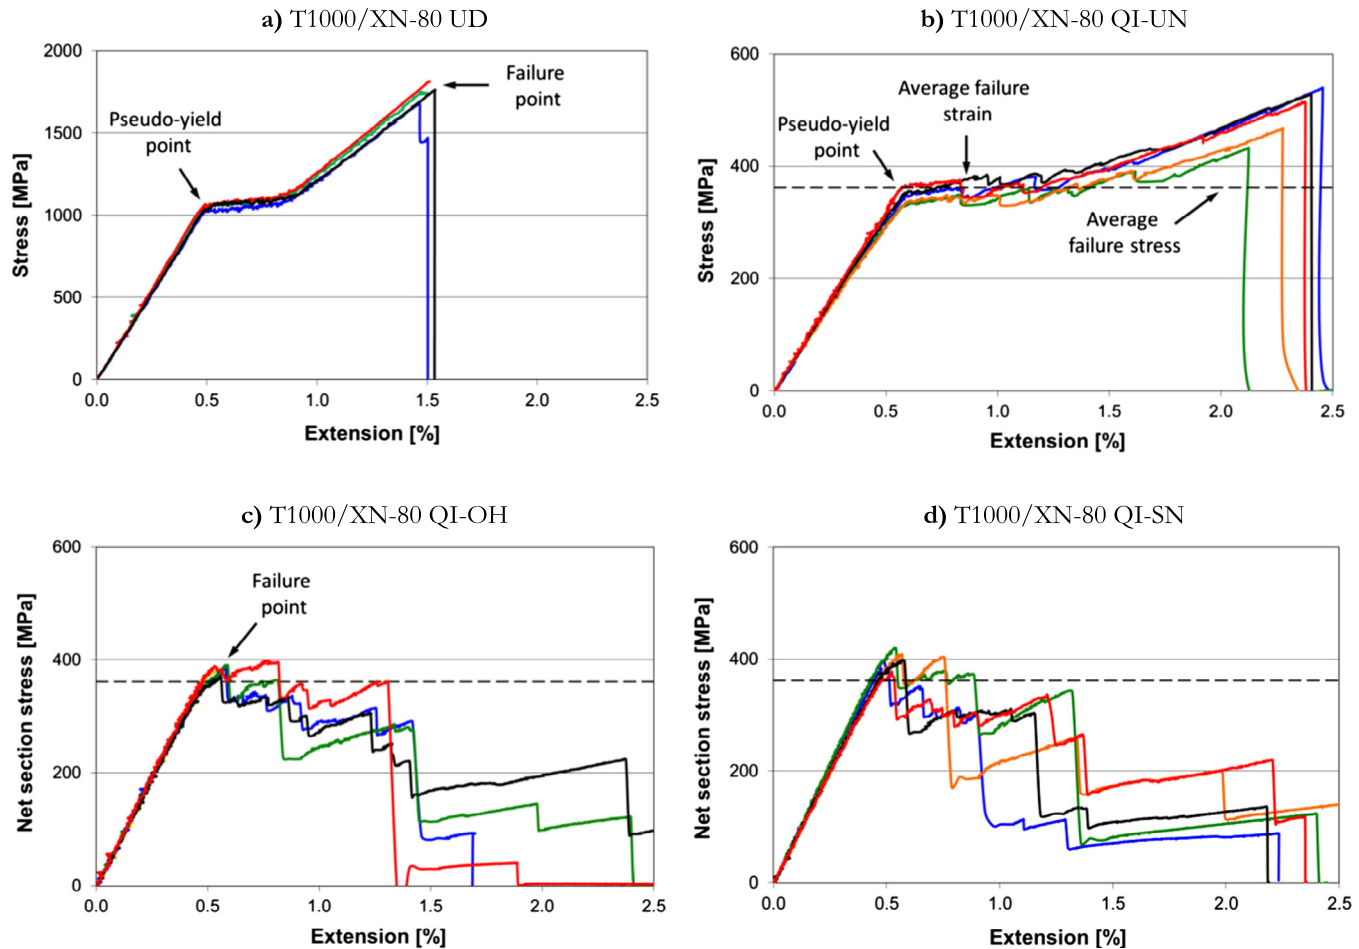 a) T1000/XN-80 UD
2000
1500
1000
500
0
0.0 0.5 1.0 1.5 2.0 2.5
Stress [MPa]
Extension [%]
Pseudo-yield
point
Failure
point
b) T1000/XN-80 QI-UN
600
400
200
0
0.0 0.5 1.0 1.5 2.0 2.5
Stress [MPa]
Extension [%]
Average failure
strain
Pseudo-yield
point
Average
failure stress
c) T1000/XN-80 QI-OH
600
400
200
0
0.0 0.5 1.0 1.5 2.0 2.5
Net section stress [MPa]
Extension [%]
Failure
point
d) T1000/XN-80 QI-SN
600
400
200
0
0.0 0.5 1.0 1.5 2.0 2.5
Net section stress [MPa]
Extension [%]